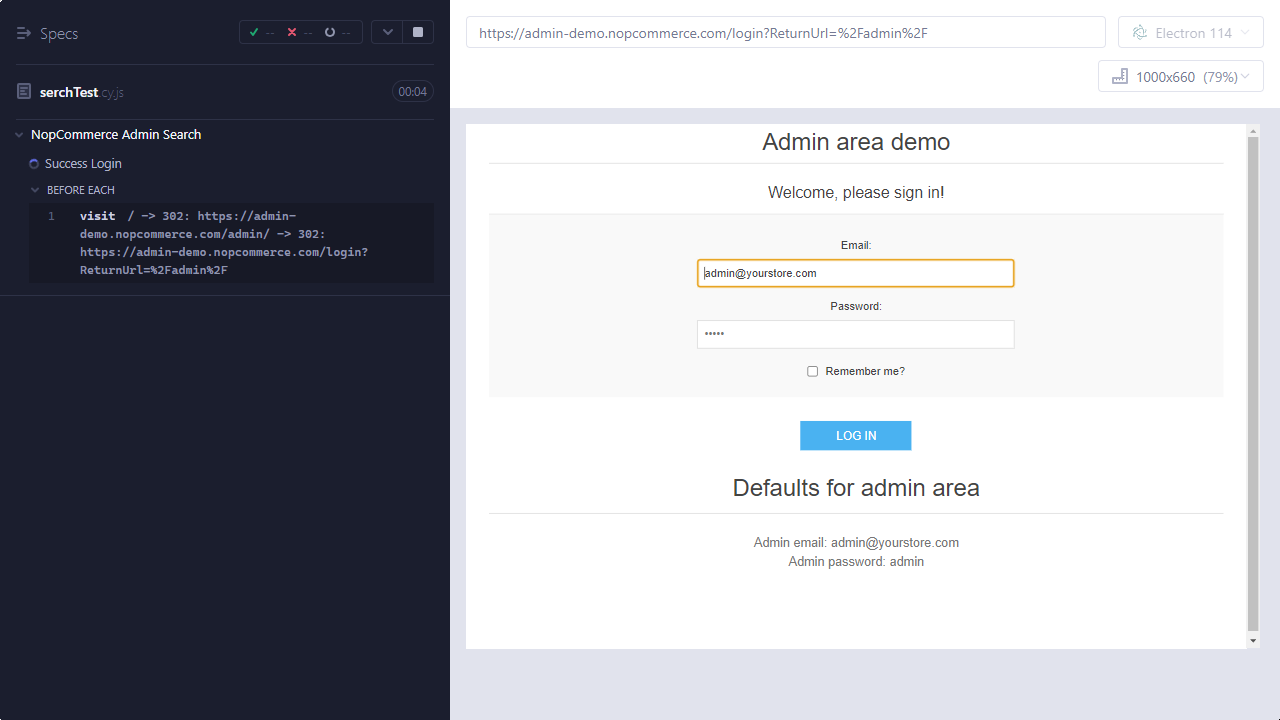 Specs
-- -- --
serchTest.cy.js
00:04
NopCommerce Admin Search
Success Login
BEFORE EACH
1 visit / -> 302: https://admin-
demo.nopcommerce.com/admin/ -> 302:
https://admin-demo.nopcommerce.com/login?
ReturnUrl=%2Fadmin%2F
https://admin-demo.nopcommerce.com/login?ReturnUrl=%2Fadmin%2F
Electron 114
1000x660 (79%)
Admin area demo
Welcome, please sign in!
Email:
admin@yourstore.com
Password:
•••••
Remember me?
LOG IN
Defaults for admin area
Admin email: admin@yourstore.com
Admin password: admin